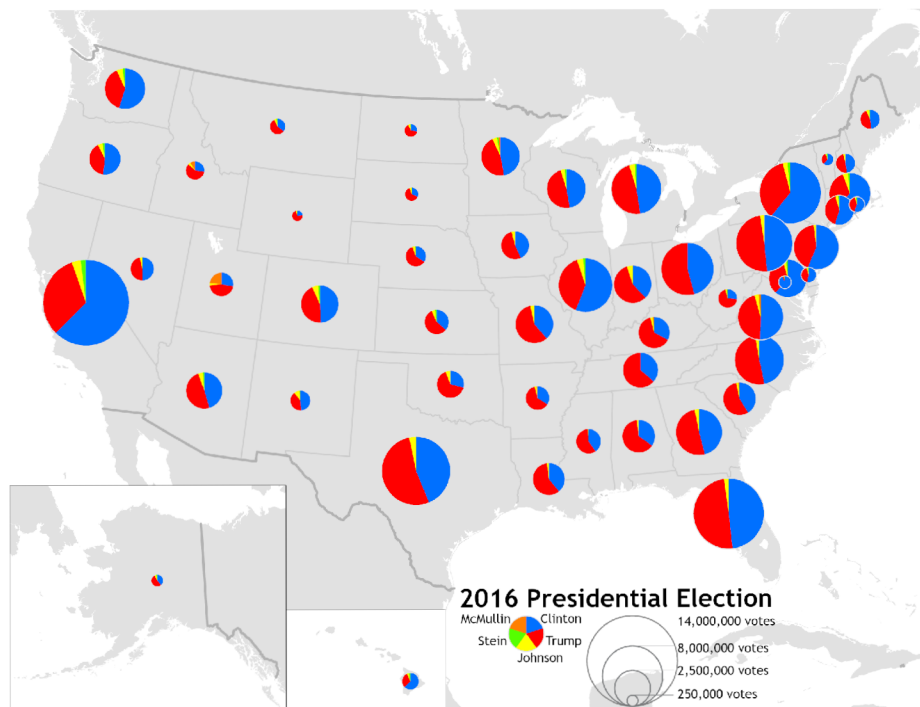 2016 Presidential Election
McMullin Clinton
Stein Trump
Johnson
14,000,000 votes
8,000,000 votes
2,500,000 votes
250,000 votes